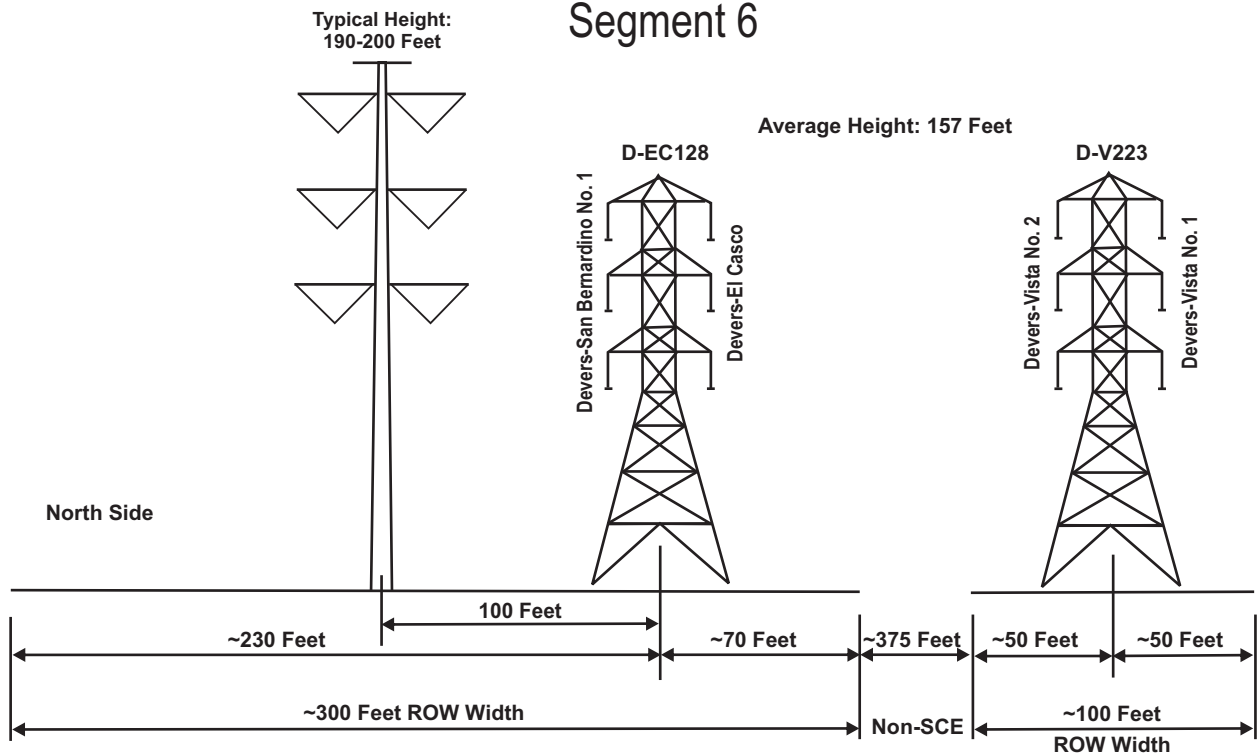 Segment 6
Typical Height:
190-200 Feet
Average Height: 157 Feet
D-EC128
D-V223
Devers-San Bernardino No. 1
Devers-El Casco
Devers-Vista No. 2
Devers-Vista No. 1
North Side
100 Feet
~230 Feet
~70 Feet
~375 Feet
~50 Feet
~50 Feet
~300 Feet ROW Width
Non-SCE
~100 Feet
ROW Width